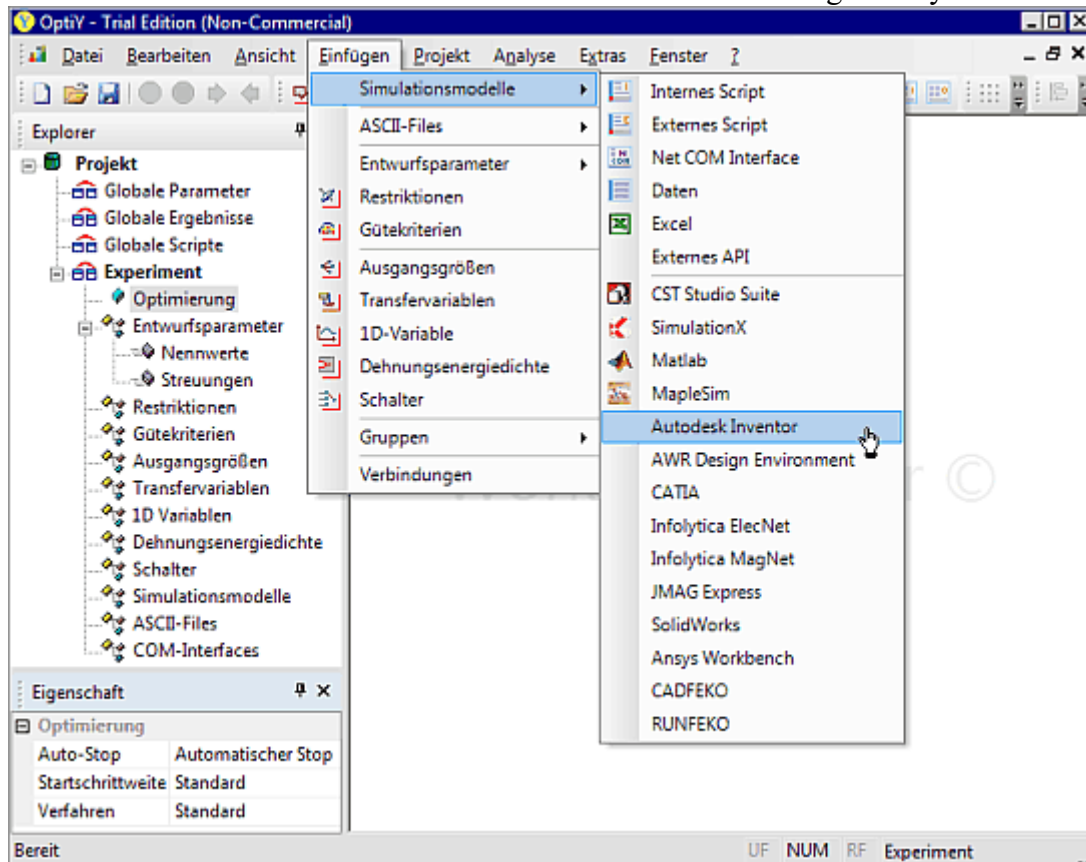 OptiY - Trial Edition (Non-Commercial)
Datei Bearbeiten Ansicht Einfügen Projekt Analyse Extras Fenster ?
Explorer
Projekt
Globale Parameter
Globale Ergebnisse
Globale Scripte
Experiment
Optimierung
Entwurfsparameter
Nennwerte
Streuungen
Restriktionen
Gütekriterien
Ausgangsgrößen
Transfervariablen
1D Variablen
Dehnungsenergiedichte
Schalter
Simulationsmodelle
ASCII-Files
COM-Interfaces
Simulationsmodelle
ASCII-Files
Entwurfsparameter
Restriktionen
Gütekriterien
Ausgangsgrößen
Transfervariablen
1D-Variable
Dehnungsenergiedichte
Schalter
Gruppen
Verbindungen
Internes Script
Externes Script
Net COM Interface
Daten
Excel
Externes API
CST Studio Suite
SimulationX
Matlab
MapleSim
Autodesk Inventor
AWR Design Environment
CATIA
Infolytica ElecNet
Infolytica MagNet
JMAG Express
SolidWorks
Ansys Workbench
CADFEKO
RUNFEKO
Eigenschaft
Optimierung
Auto-Stop Automatischer Stop
Startschrittweite Standard
Verfahren Standard
Bereit UF NUM RF Experiment